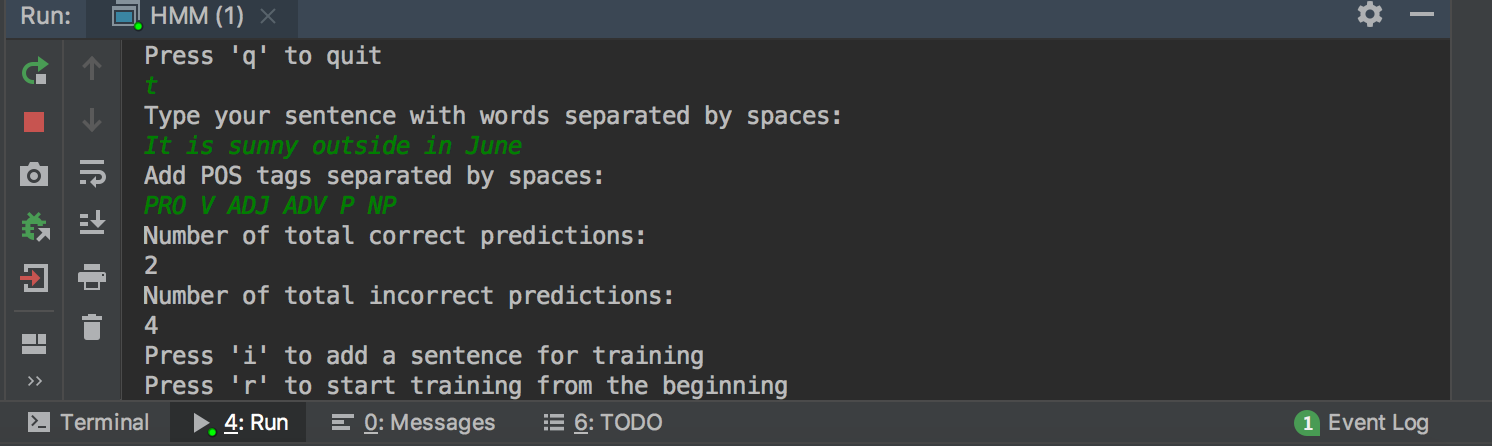 Run: HMM (1)
Press 'q' to quit
t
Type your sentence with words separated by spaces:
It is sunny outside in June
Add POS tags separated by spaces:
PRO V ADJ ADV P NP
Number of total correct predictions:
2
Number of total incorrect predictions:
4
Press 'i' to add a sentence for training
Press 'r' to start training from the beginning
Terminal 4: Run 0: Messages 6: TODO 1 Event Log